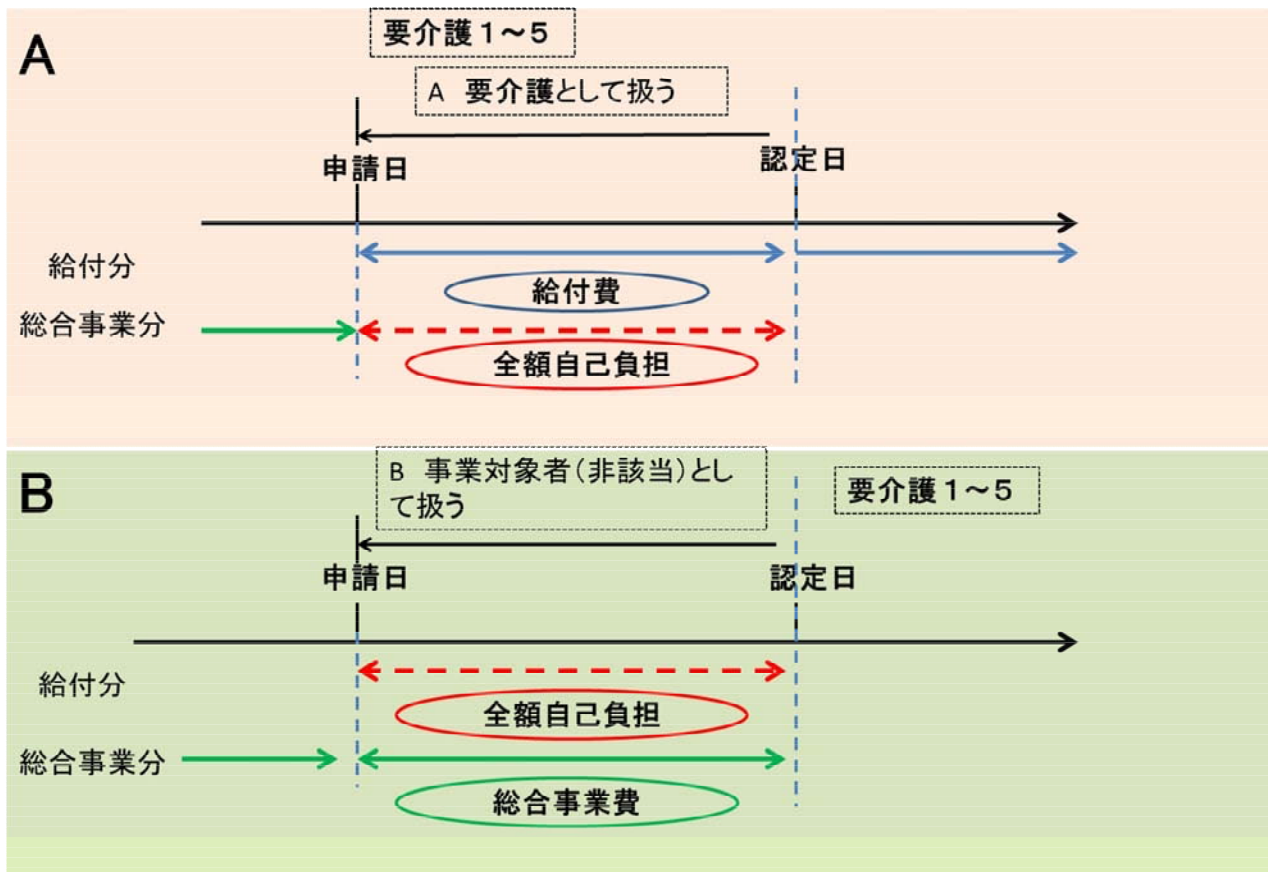 A
要介護1～5
A 要介護として扱う
申請日
認定日
給付分
給付費
総合事業分
全額自己負担
B
B 事業対象者(非該当)とし
て扱う
要介護1～5
申請日
認定日
給付分
全額自己負担
総合事業分
総合事業費